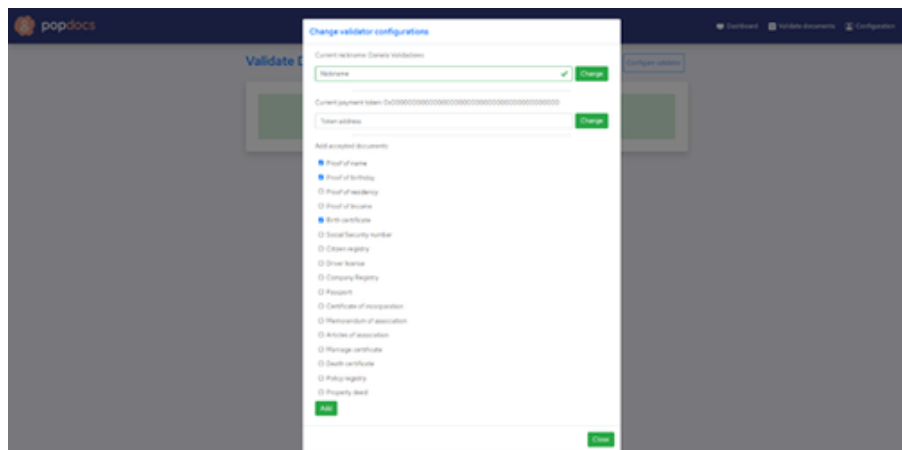 popdocs
Dashboard
Validate documents
Configuration
Validate D
Configure validator
Change validator configurations
Current nickname: Daniels Validations
Nickname
Change
Current payment token: 0x0000000000000000000000000000000000000000
Token address
Change
Add accepted documents
Proof of name
Proof of birthday
Proof of residency
Proof of Income
Birth certificate
Social Security number
Citizen registry
Driver license
Company Registry
Passport
Certificate of incorporation
Memorandum of association
Articles of association
Marriage certificate
Death certificate
Policy registry
Property deed
Add
Close